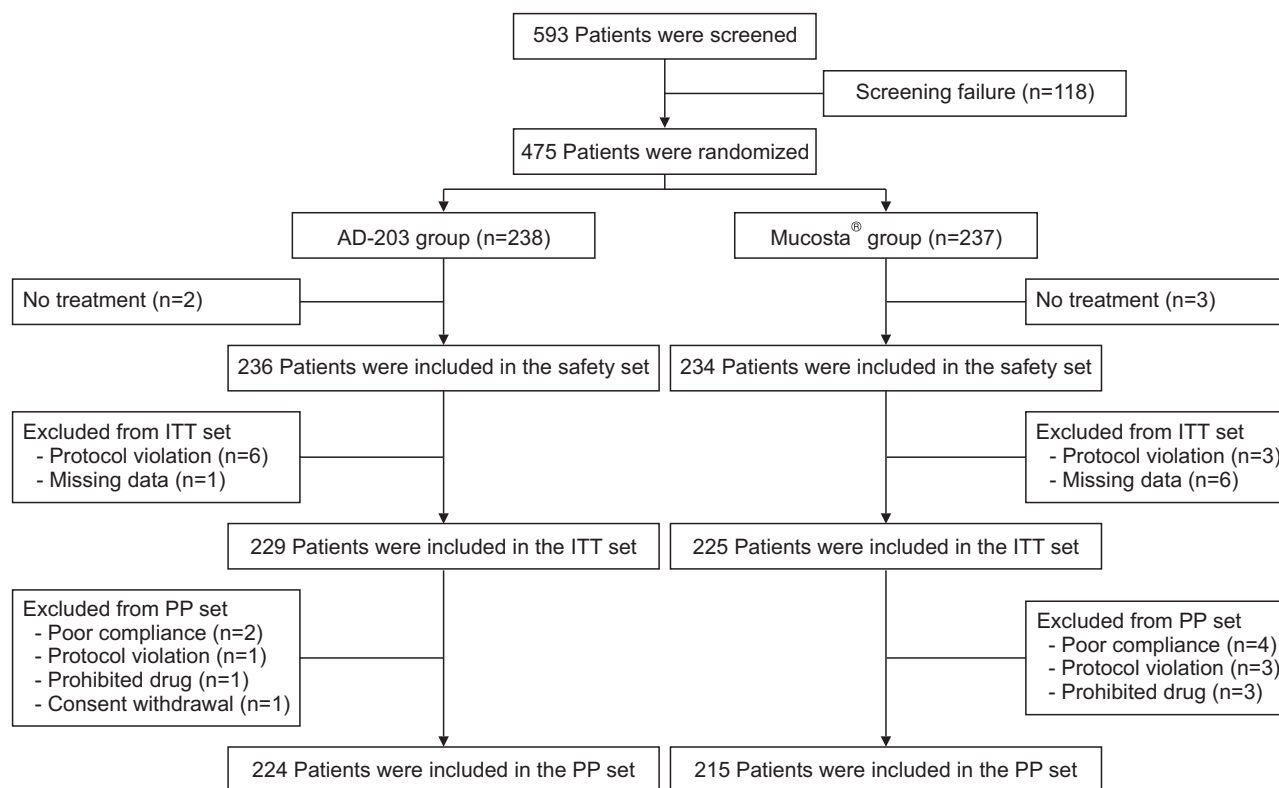 593 Patients were screened
Screening failure (n=118)
475 Patients were randomized
AD-203 group (n=238)
Mucosta® group (n=237)
No treatment (n=2)
No treatment (n=3)
236 Patients were included in the safety set
234 Patients were included in the safety set
Excluded from ITT set
- Protocol violation (n=6)
- Missing data (n=1)
Excluded from ITT set
- Protocol violation (n=3)
- Missing data (n=6)
229 Patients were included in the ITT set
225 Patients were included in the ITT set
Excluded from PP set
- Poor compliance (n=2)
- Protocol violation (n=1)
- Prohibited drug (n=1)
- Consent withdrawal (n=1)
Excluded from PP set
- Poor compliance (n=4)
- Protocol violation (n=3)
- Prohibited drug (n=3)
224 Patients were included in the PP set
215 Patients were included in the PP set